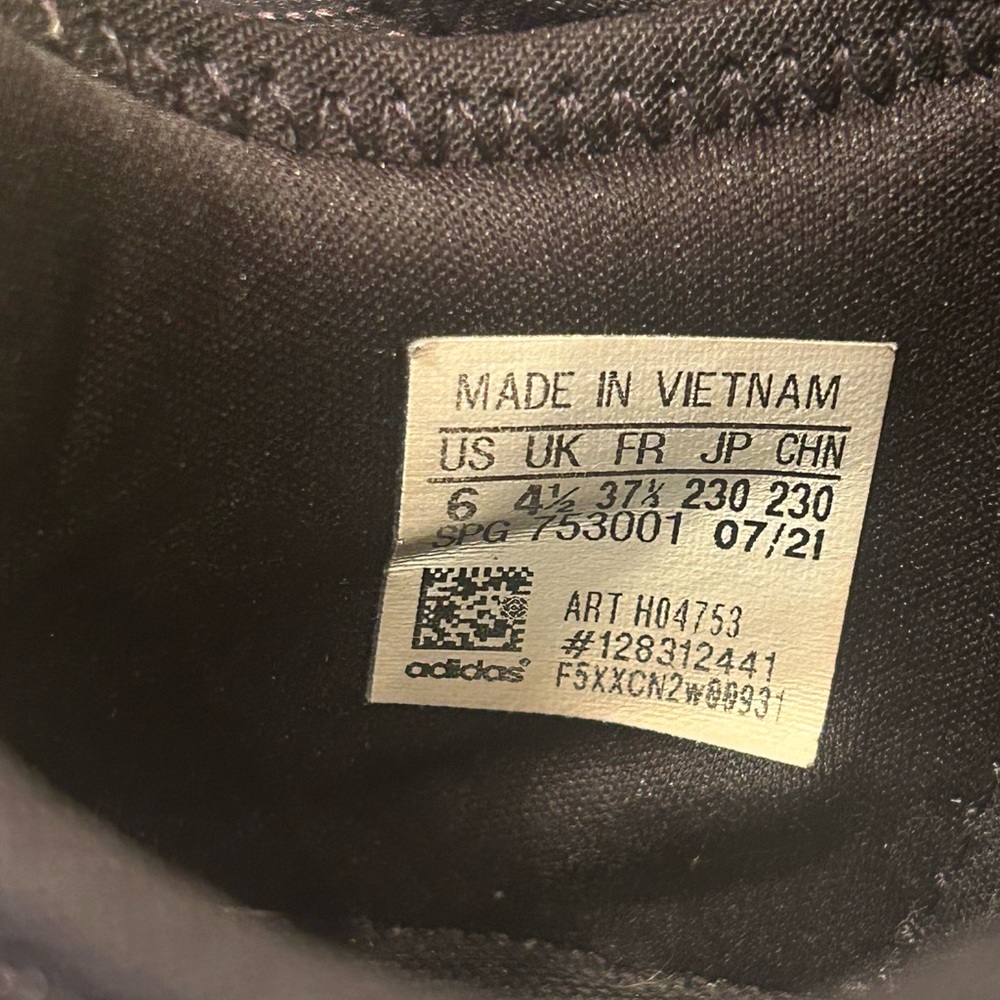 MADE IN VIETNAM
US UK FR JP CHN
6 4½ 37⅓ 230 230
SPG 753001 07/21
ART H04753
#128312441
adidas